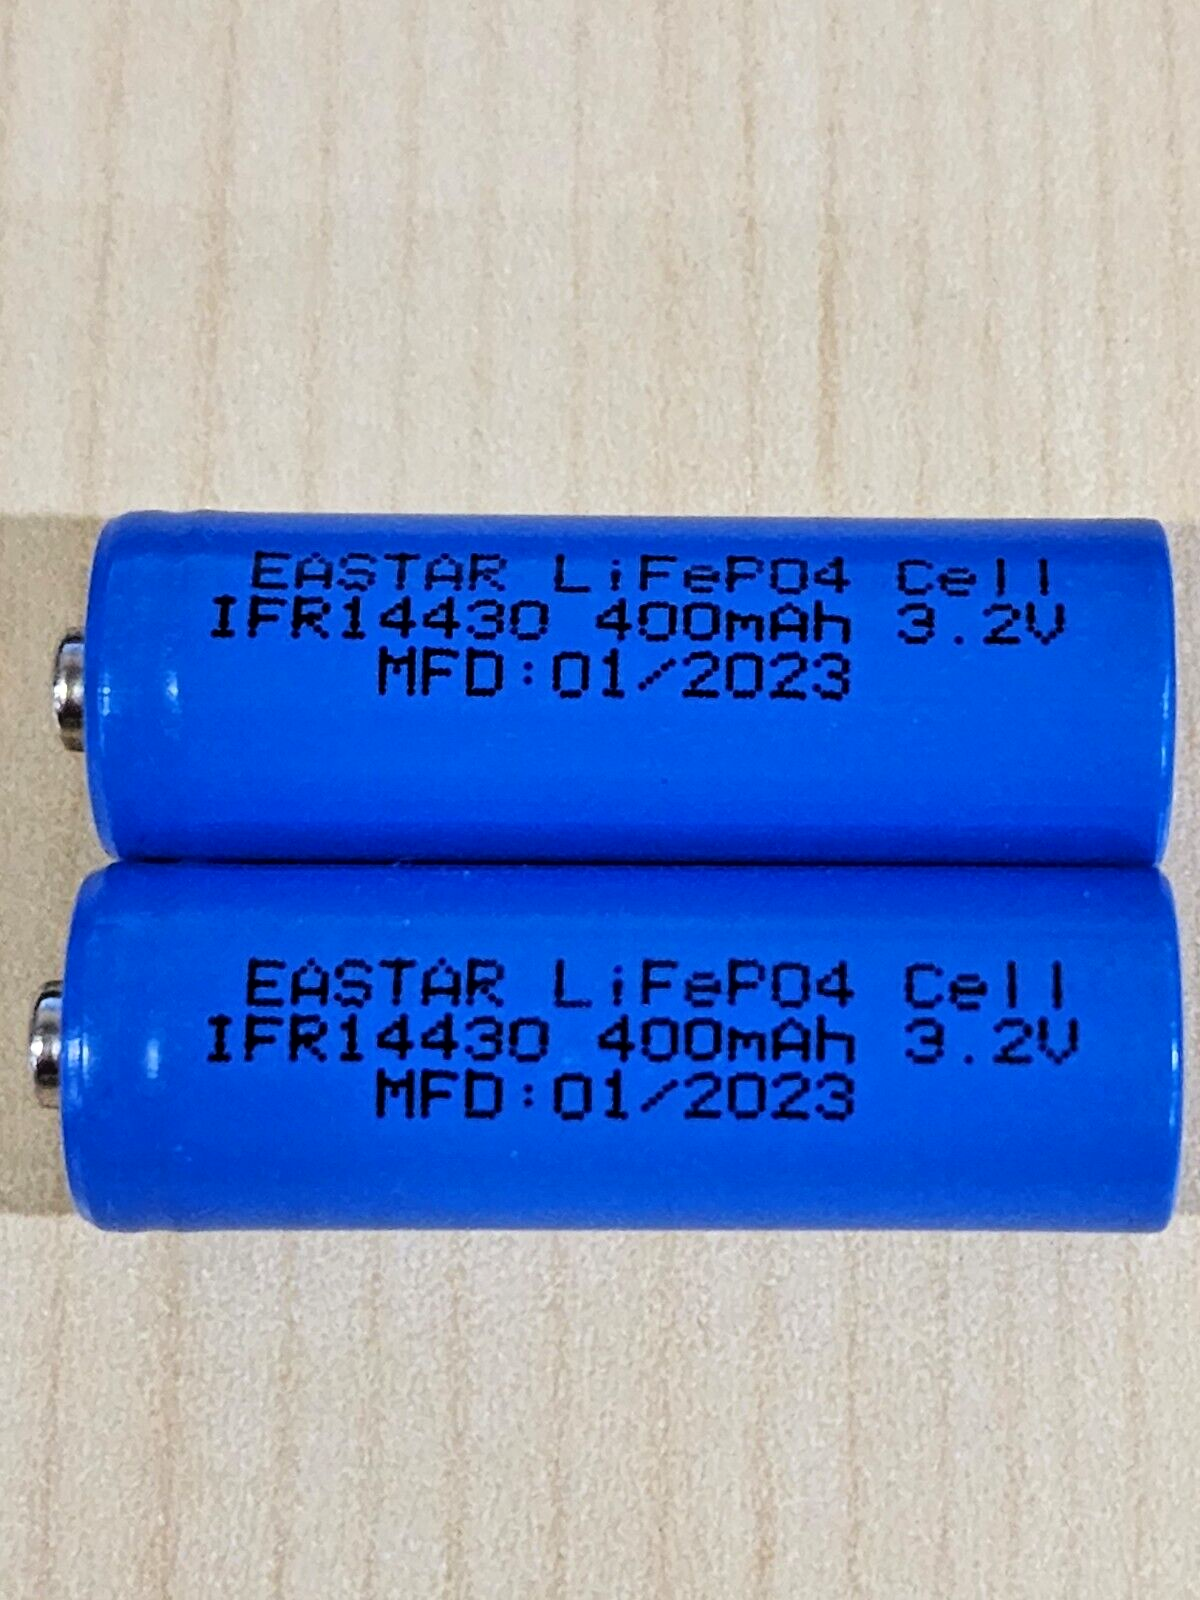 EASTAR LiFePO4 Cell
IFR14430 400mAh 3.2V
MFD:01/2023
EASTAR LiFePO4 Cell
IFR14430 400mAh 3.2V
MFD:01/2023